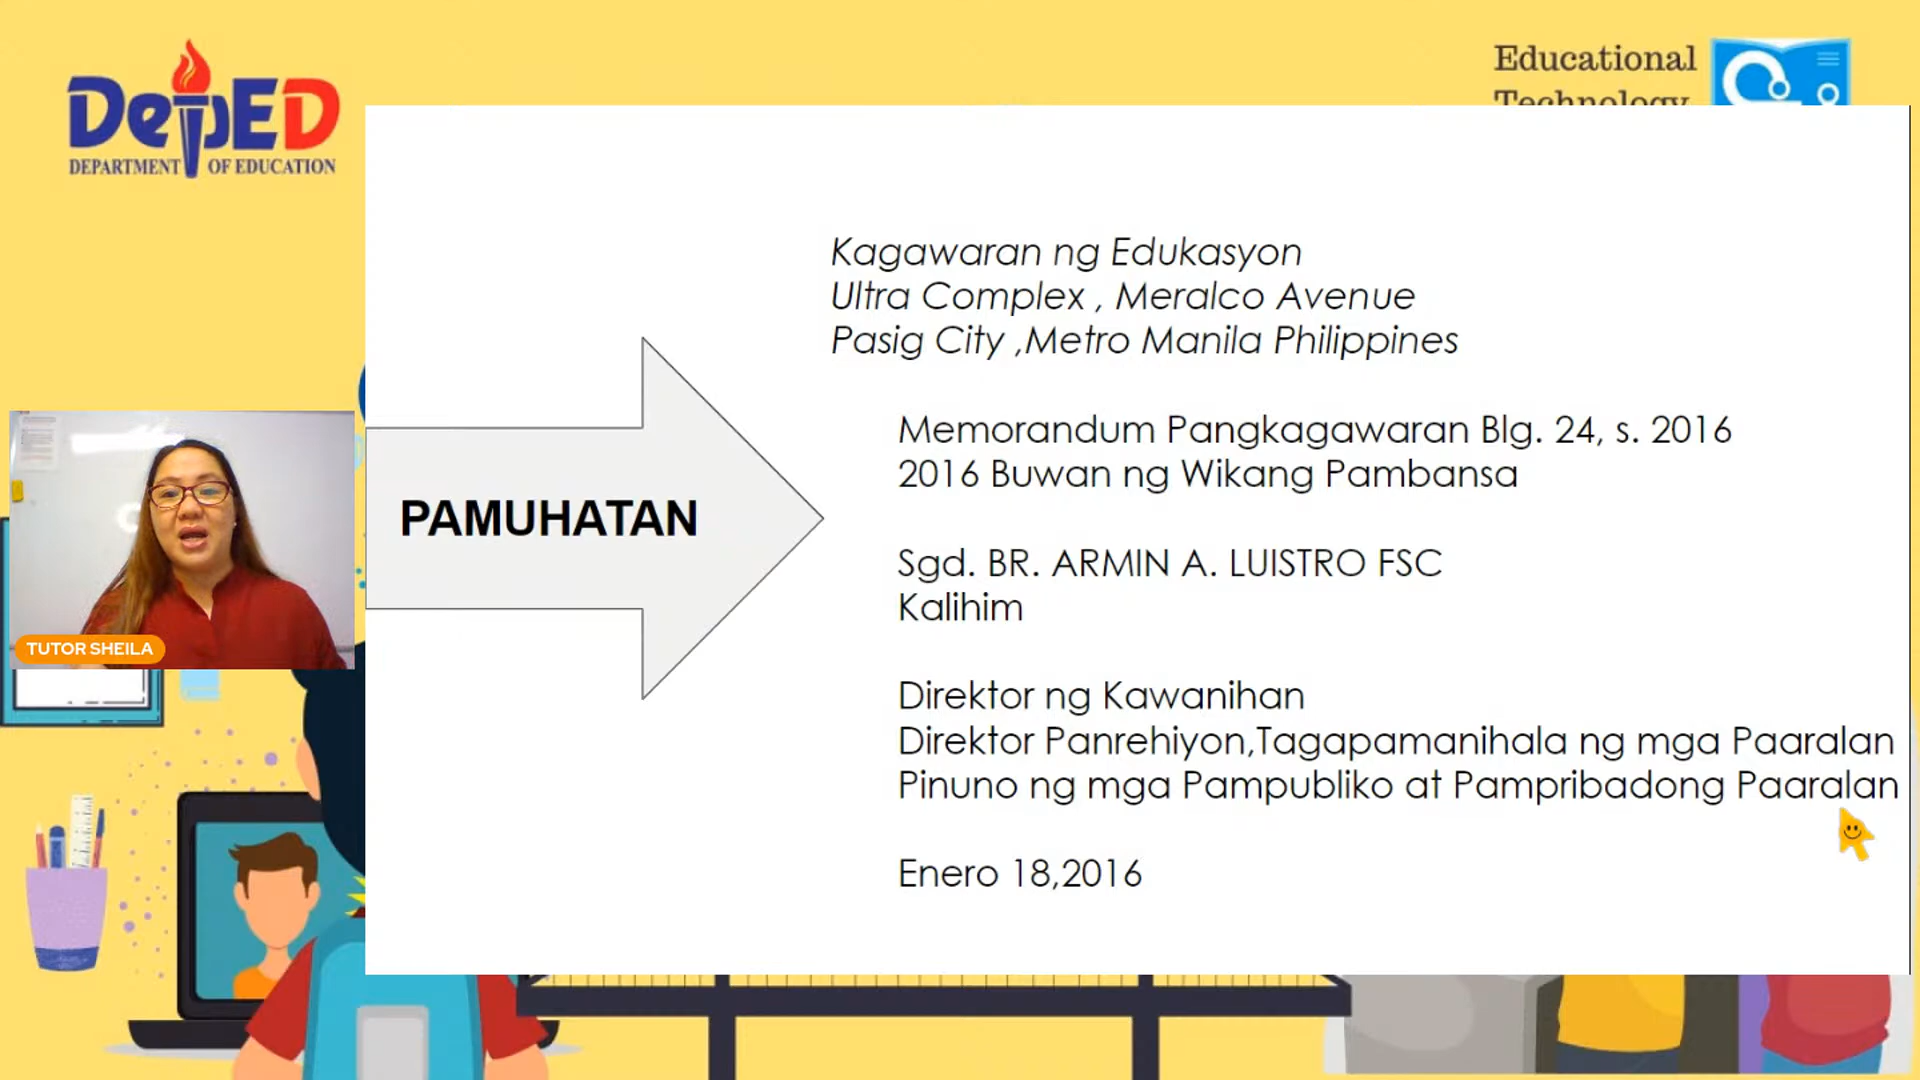 DepED
DEPARTMENT OF EDUCATION
Educational
Technology
Kagawaran ng Edukasyon
Ultra Complex , Meralco Avenue
Pasig City ,Metro Manila Philippines
PAMUHATAN
Memorandum Pangkagawaran Blg. 24, s. 2016
2016 Buwan ng Wikang Pambansa
Sgd. BR. ARMIN A. LUISTRO FSC
Kalihim
Direktor ng Kawanihan
Direktor Panrehiyon,Tagapamanihala ng mga Paaralan
Pinuno ng mga Pampubliko at Pampribadong Paaralan
Enero 18,2016
TUTOR SHEILA